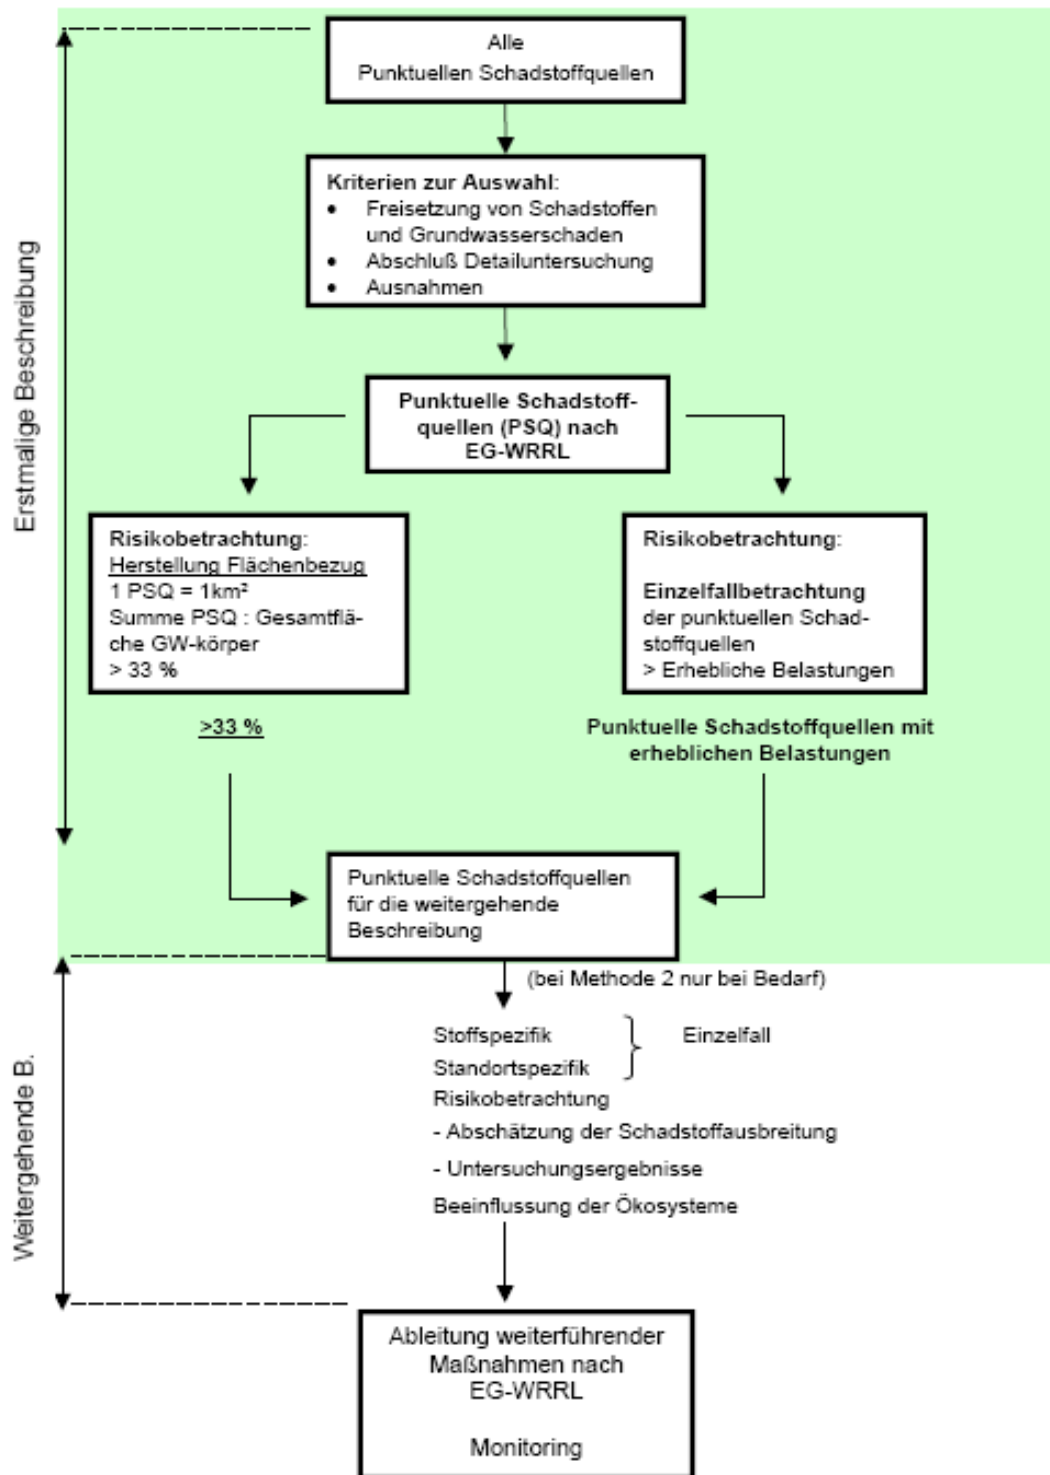 Alle
Punktuellen Schadstoffquellen
Kriterien zur Auswahl:
• Freisetzung von Schadstoffen
und Grundwasserschaden
• Abschluß Detailuntersuchung
• Ausnahmen
Erstmalige Beschreibung
Punktuelle Schadstoff-
quellen (PSQ) nach
EG-WRRL
Risikobetrachtung:
Herstellung Flächenbezug
1 PSQ = 1km²
Summe PSQ : Gesamtflä-
che GW-körper
> 33 %
Risikobetrachtung:
Einzelfallbetrachtung
der punktuellen Schad-
stoffquellen
> Erhebliche Belastungen
>33 %
Punktuelle Schadstoffquellen mit
erheblichen Belastungen
Punktuelle Schadstoffquellen
für die weitergehende
Beschreibung
(bei Methode 2 nur bei Bedarf)
Weitergehende B.
Stoffspezifik
Einzelfall
Standortspezifik
Risikobetrachtung
- Abschätzung der Schadstoffausbreitung
- Untersuchungsergebnisse
Beeinflussung der Ökosysteme
Ableitung weiterführender
Maßnahmen nach
EG-WRRL
Monitoring